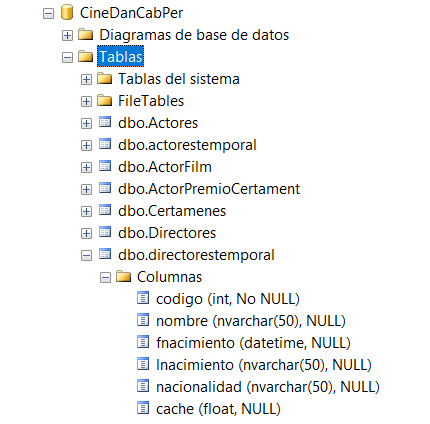 CineDanCabPer
Diagramas de base de datos
Tablas
Tablas del sistema
FileTables
dbo.Actores
dbo.actorestemporal
dbo.ActorFilm
dbo.ActorPremioCertament
dbo.Certamenes
dbo.Directores
dbo.directorestemporal
Columnas
codigo (int, No NULL)
nombre (nvarchar(50), NULL)
fnacimiento (datetime, NULL)
lnacimiento (nvarchar(50), NULL)
nacionalidad (nvarchar(50), NULL)
cache (float, NULL)